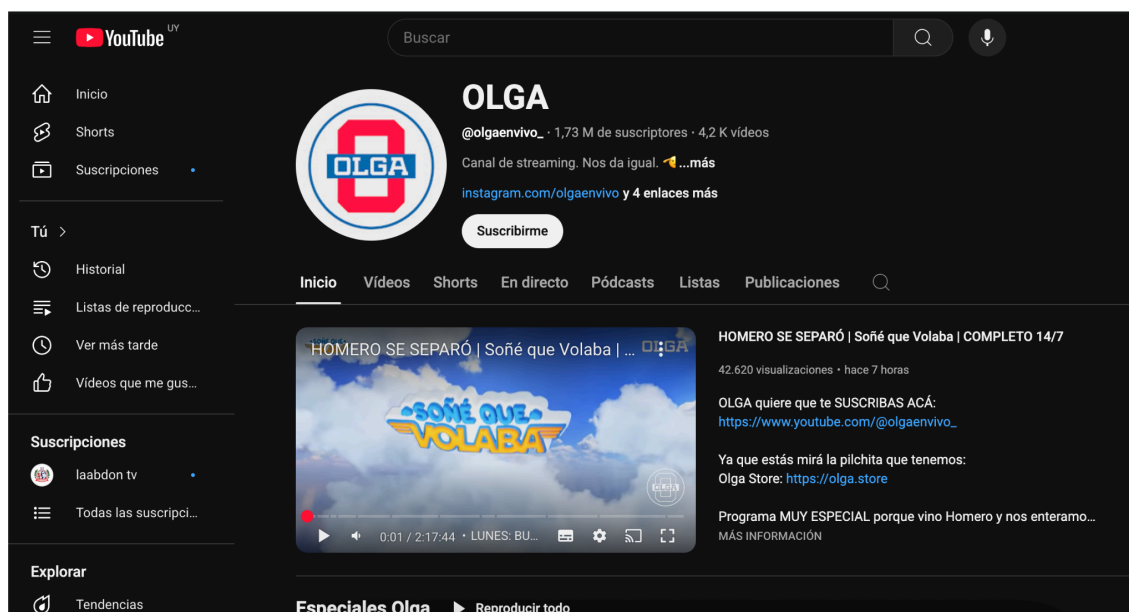 YouTube UY
Buscar
Inicio
Shorts
Suscripciones
Tú
Historial
Listas de reproducc...
Ver más tarde
Vídeos que me gus...
Suscripciones
laabdon tv
Todas las suscripci...
Explorar
Tendencias
OLGA
OLGA
@olgaenvivo_ · 1,73 M de suscriptores · 4,2 K vídeos
Canal de streaming. Nos da igual. ...más
instagram.com/olgaenvivo y 4 enlaces más
Suscribirme
Inicio Vídeos Shorts En directo Pódcasts Listas Publicaciones
HOMERO SE SEPARÓ | Soñé que Volaba | ...
OLGA
SOÑÉ QUE
VOLABA
OLGA
0:01 / 2:17:44 • LUNES: BU...
HOMERO SE SEPARÓ | Soñé que Volaba | COMPLETO 14/7
42.620 visualizaciones • hace 7 horas
OLGA quiere que te SUSCRIBAS ACÁ:
https://www.youtube.com/@olgaenvivo_
Ya que estás mirá la pilchita que tenemos:
Olga Store: https://olga.store
Programa MUY ESPECIAL porque vino Homero y nos enteramo...
MÁS INFORMACIÓN
Especiales Olga Reproducir todo